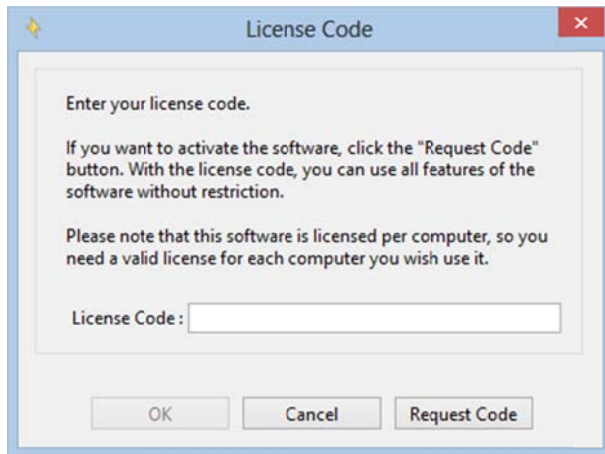 License Code
Enter your license code.
If you want to activate the software, click the "Request Code"
button. With the license code, you can use all features of the
software without restriction.
Please note that this software is licensed per computer, so you
need a valid license for each computer you wish use it.
License Code :
OK Cancel Request Code